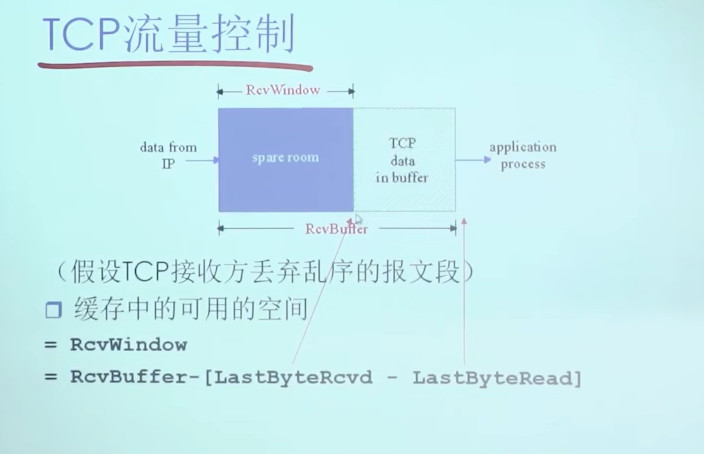 TCP流量控制
RcvWindow
data from
IP
spare room
TCP
data
in buffer
application
process
RcvBuffer
（假设TCP接收方丢弃乱序的报文段）
缓存中的可用的空间
= RcvWindow
= RcvBuffer-[LastByteRcvd - LastByteRead]